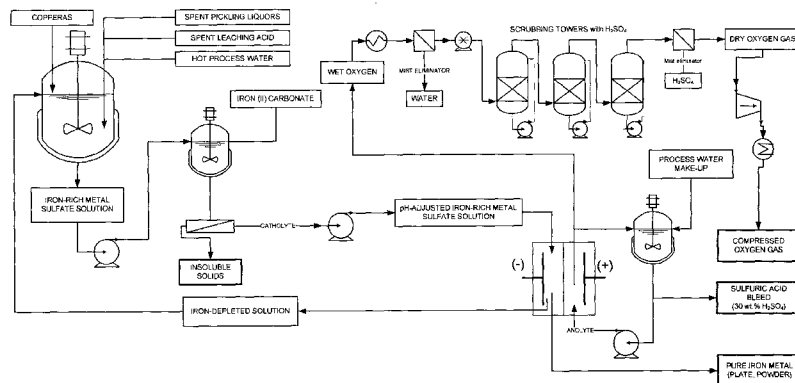 COPPERAS
SPENT PICKLING LIQUORS
SPENT LEACHING ACID
HOT PROCESS WATER
IRON (II) CARBONATE
IRON-RICH METAL
SULFATE SOLUTION
INSOLUBLE
SOLIDS
CATHOLYTE
pH-ADJUSTED IRON-RICH METAL
SULFATE SOLUTION
IRON-DEPLETED SOLUTION
WET OXYGEN
MIST ELIMINATOR
WATER
SCRUBBING TOWERS with H₂SO₄
Mist eliminator
H₂SO₄
DRY OXYGEN GAS
PROCESS WATER
MAKE-UP
COMPRESSED
OXYGEN GAS
(-)
(+)
ANOLYTE
SULFURIC ACID
BLEED
(30 wt.% H₂SO₄)
PURE IRON METAL
(PLATE, POWDER)